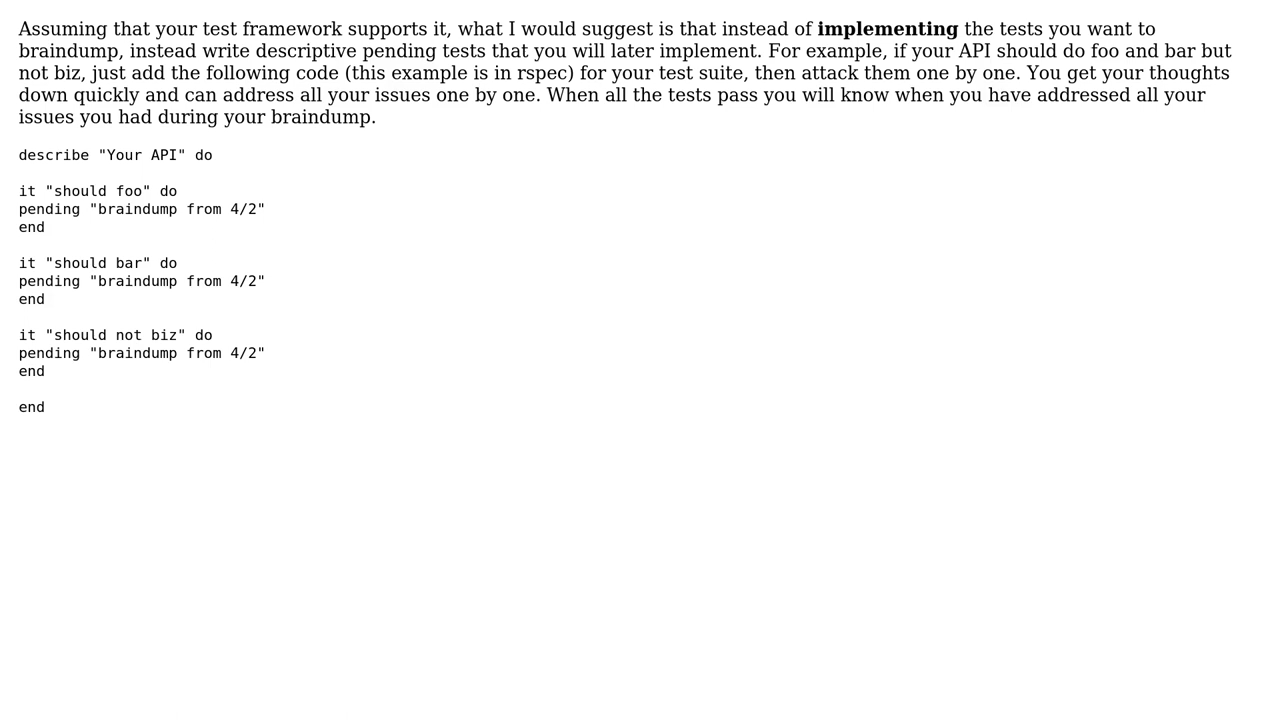 Assuming that your test framework supports it, what I would suggest is that instead of implementing the tests you want to
braindump, instead write descriptive pending tests that you will later implement. For example, if your API should do foo and bar but
not biz, just add the following code (this example is in rspec) for your test suite, then attack them one by one. You get your thoughts
down quickly and can address all your issues one by one. When all the tests pass you will know when you have addressed all your
issues you had during your braindump.
describe "Your API" do
it "should foo" do
pending "braindump from 4/2"
end
it "should bar" do
pending "braindump from 4/2"
end
it "should not biz" do
pending "braindump from 4/2"
end
end